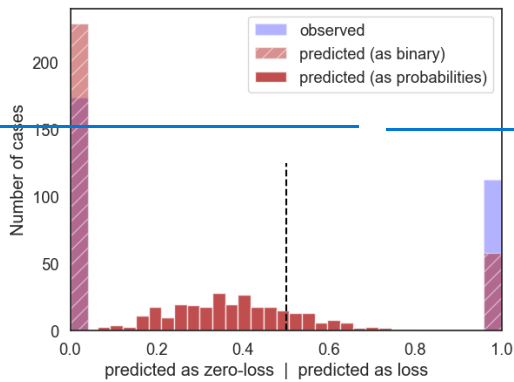 observed
predicted (as binary)
predicted (as probabilities)
Number of cases
200
150
100
50
0
0.0 0.2 0.4 0.6 0.8 1.0
predicted as zero-loss | predicted as loss